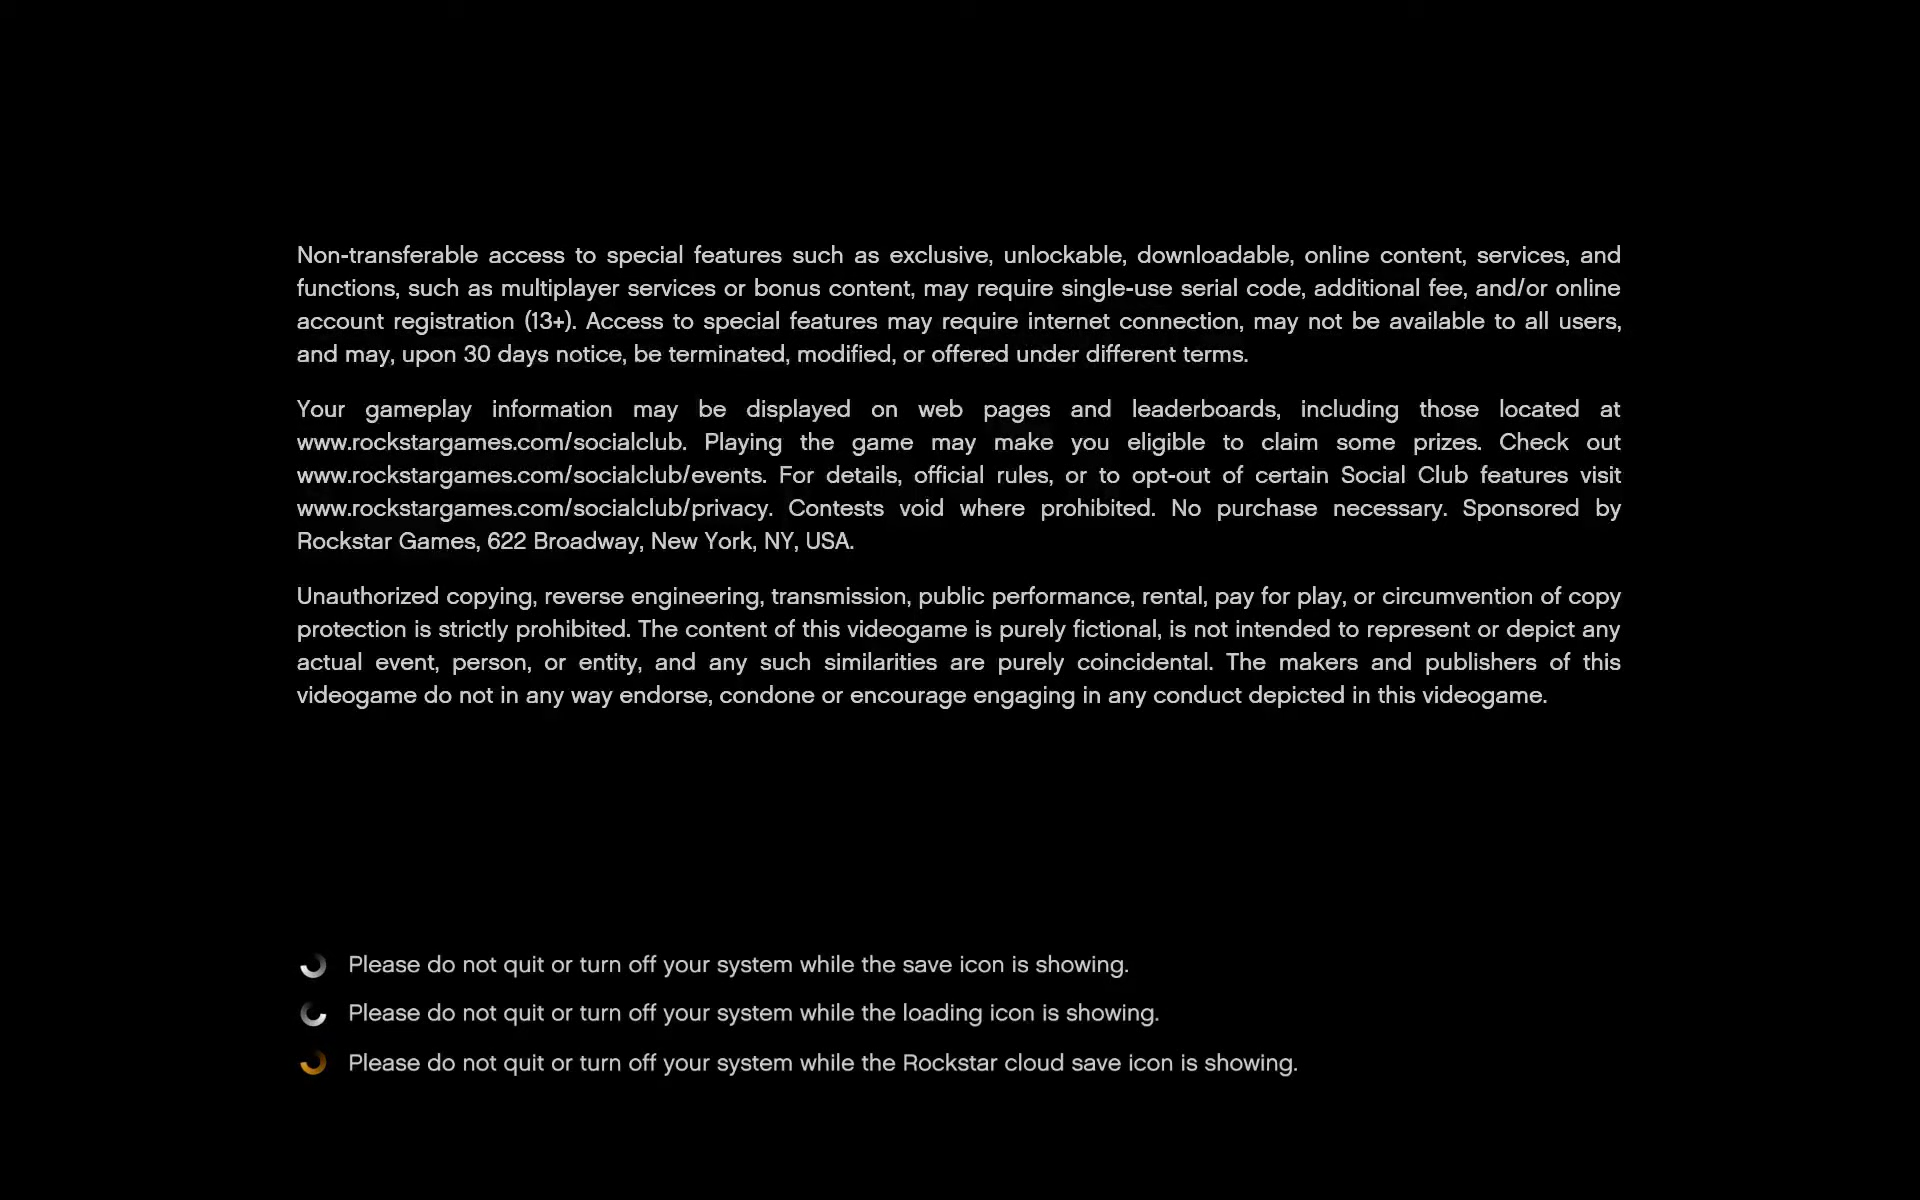 Non-transferable access to special features such as exclusive, unlockable, downloadable, online content, services, and
functions, such as multiplayer services or bonus content, may require single-use serial code, additional fee, and/or online
account registration (13+). Access to special features may require internet connection, may not be available to all users,
and may, upon 30 days notice, be terminated, modified, or offered under different terms.
Your gameplay information may be displayed on web pages and leaderboards, including those located at
www.rockstargames.com/socialclub. Playing the game may make you eligible to claim some prizes. Check out
www.rockstargames.com/socialclub/events. For details, official rules, or to opt-out of certain Social Club features visit
www.rockstargames.com/socialclub/privacy. Contests void where prohibited. No purchase necessary. Sponsored by
Rockstar Games, 622 Broadway, New York, NY, USA.
Unauthorized copying, reverse engineering, transmission, public performance, rental, pay for play, or circumvention of copy
protection is strictly prohibited. The content of this videogame is purely fictional, is not intended to represent or depict any
actual event, person, or entity, and any such similarities are purely coincidental. The makers and publishers of this
videogame do not in any way endorse, condone or encourage engaging in any conduct depicted in this videogame.
Please do not quit or turn off your system while the save icon is showing.
Please do not quit or turn off your system while the loading icon is showing.
Please do not quit or turn off your system while the Rockstar cloud save icon is showing.